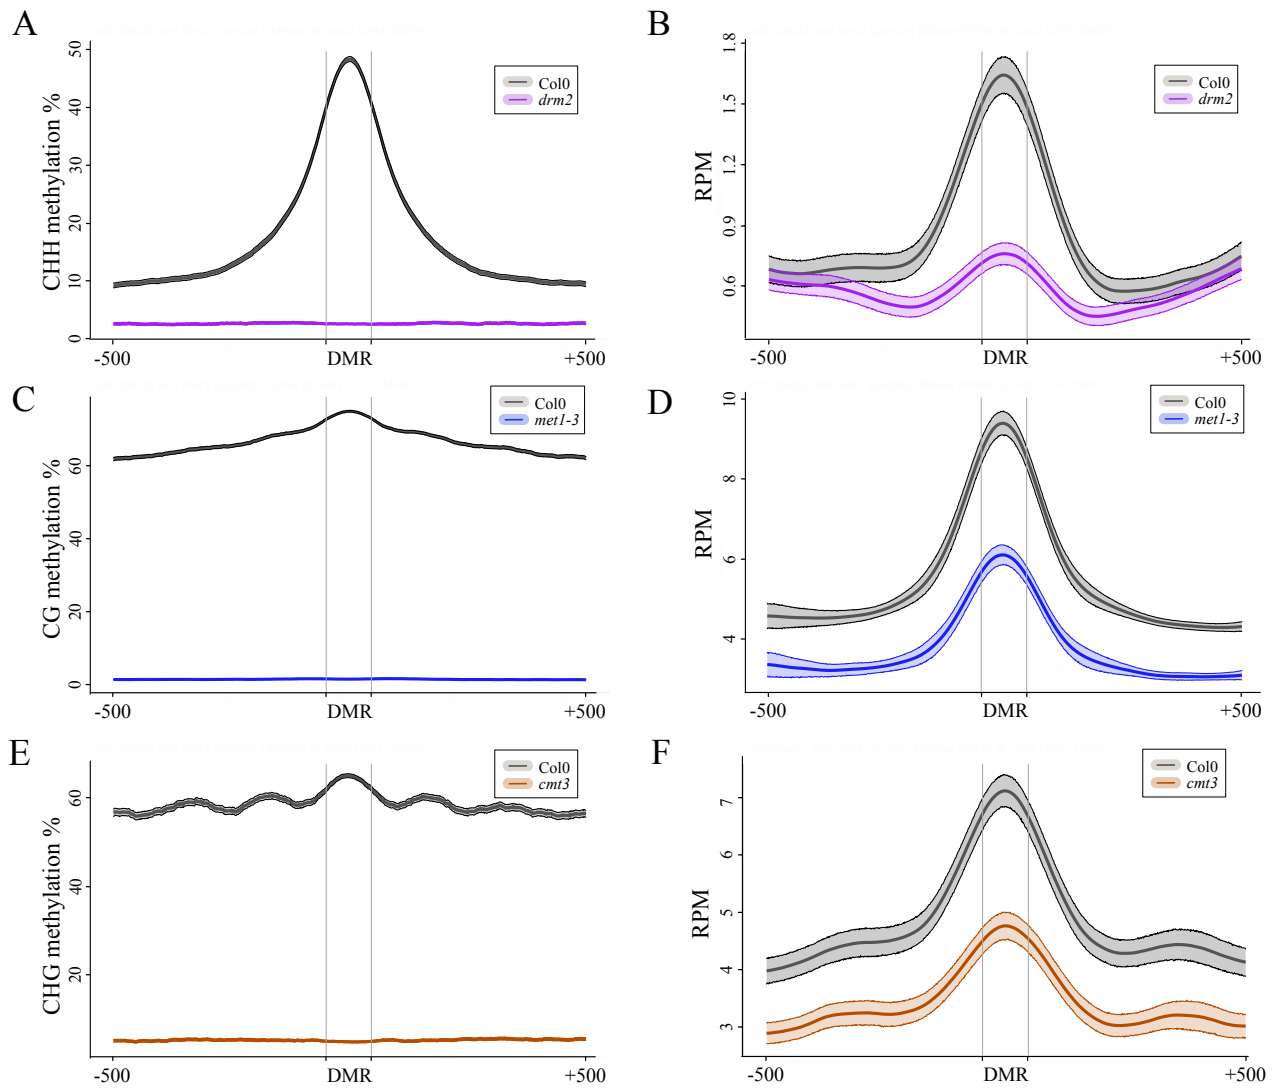 A
CHH methylation %
50
40
30
20
10
0
Col0
drm2
-500
DMR
+500
B
RPM
1.8
1.5
1.2
0.9
0.6
Col0
drm2
-500
DMR
+500
C
CG methylation %
60
40
20
0
Col0
met1-3
-500
DMR
+500
D
RPM
10
8
6
4
Col0
met1-3
-500
DMR
+500
E
CHG methylation %
60
40
20
Col0
cmt3
-500
DMR
+500
F
RPM
7
6
5
4
3
Col0
cmt3
-500
DMR
+500